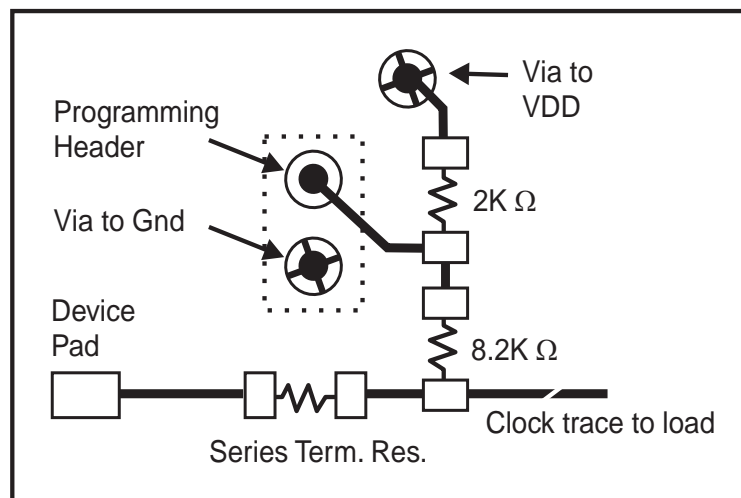 Via to
VDD
Programming
Header
2K Ω
Via to Gnd
Device
Pad
8.2K Ω
Clock trace to load
Series Term. Res.